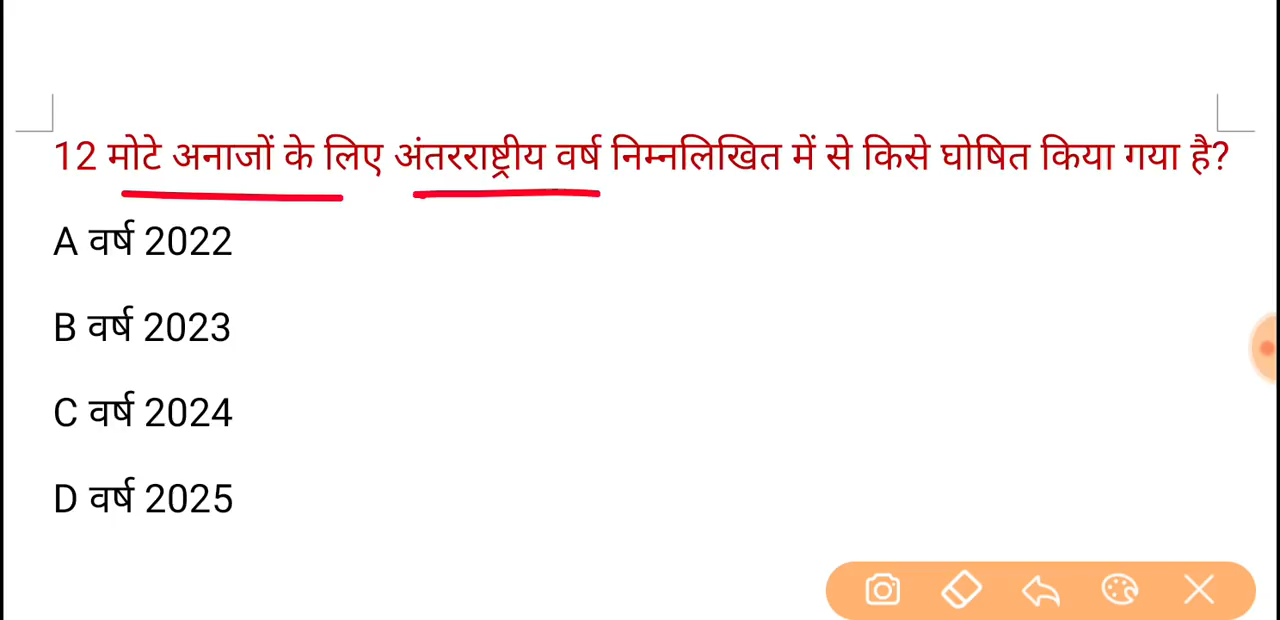 12 मोटे अनाजों के लिए अंतरराष्ट्रीय वर्ष निम्नलिखित में से किसे घोषित किया गया है?
A वर्ष 2022
B वर्ष 2023
C वर्ष 2024
D वर्ष 2025